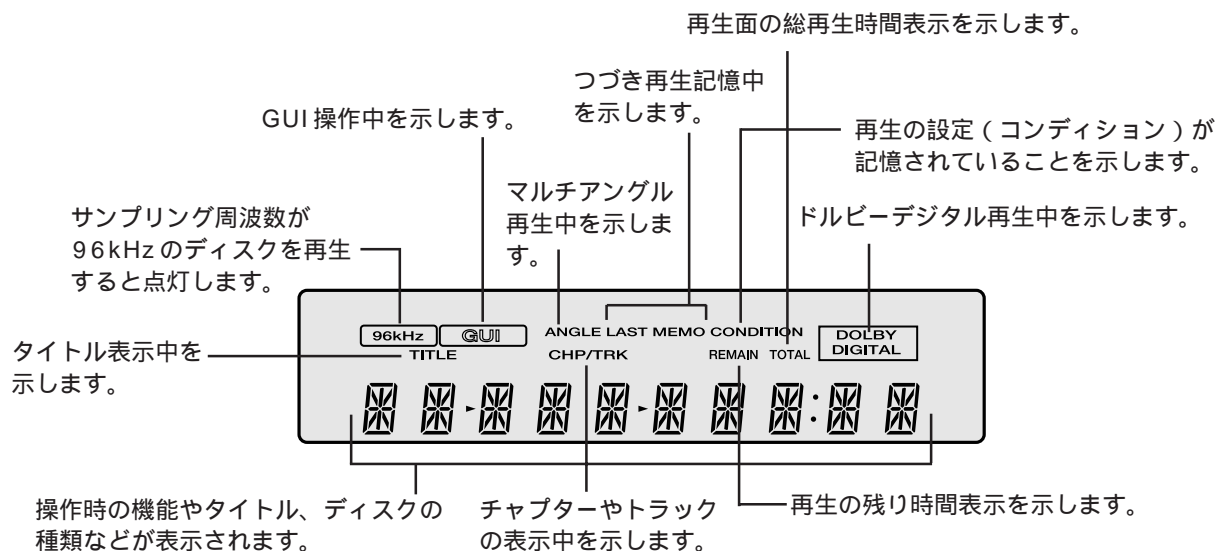 再生面の総再生時間表示を示します。
つづき再生記憶中
を示します。
GUI 操作中を示します。
再生の設定（コンディション）が
記憶されていることを示します。
マルチアングル
再生中を示しま
す。
サンプリング周波数が
96kHz のディスクを再生
すると点灯します。
ドルビーデジタル再生中を示します。
96kHz GUI ANGLE LAST MEMO CONDITION DOLBY
DIGITAL
タイトル表示中を
示します。
TITLE CHP/TRK REMAIN TOTAL
操作時の機能やタイトル、ディスクの
種類などが表示されます。
チャプターやトラック
の表示中を示します。
再生の残り時間表示を示します。